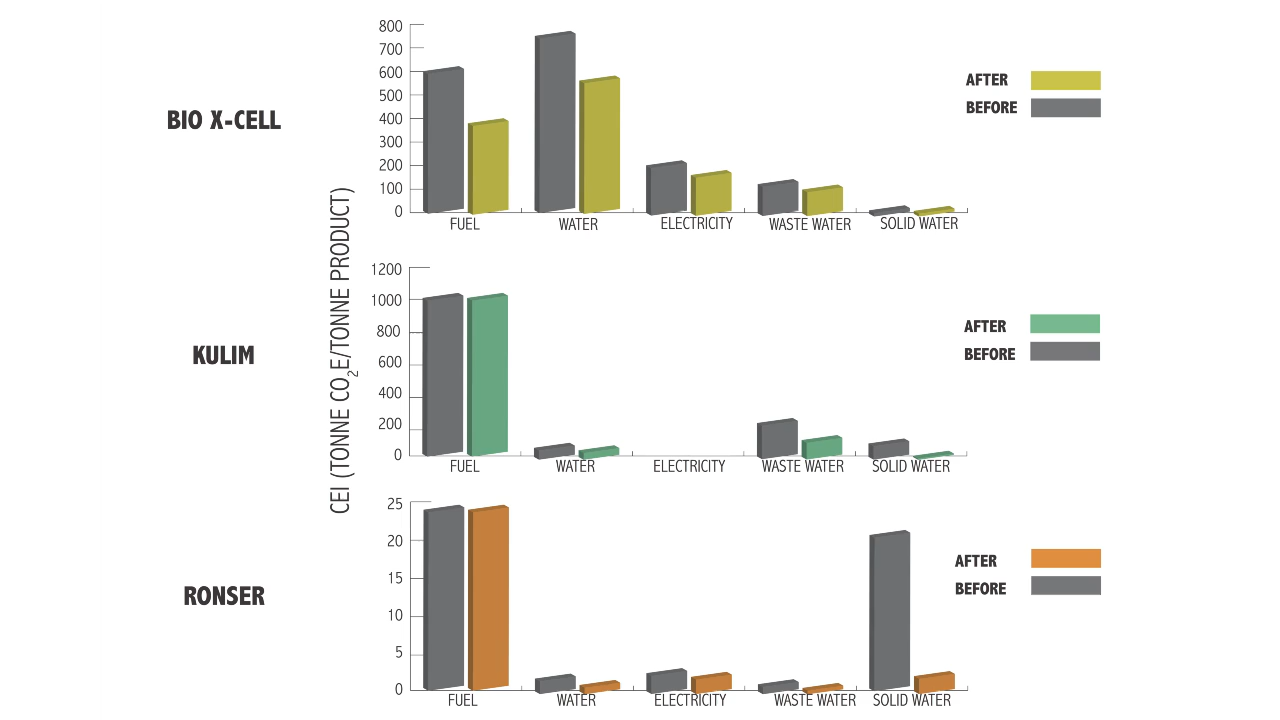 BIO X-CELL
800
700
600
500
400
300
200
100
0
FUEL
WATER
ELECTRICITY
WASTE WATER
SOLID WATER
AFTER
BEFORE
CEI (TONNE CO2E/TONNE PRODUCT)
KULIM
1200
1000
800
600
400
200
0
FUEL
WATER
ELECTRICITY
WASTE WATER
SOLID WATER
AFTER
BEFORE
RONSER
25
20
15
10
5
0
FUEL
WATER
ELECTRICITY
WASTE WATER
SOLID WATER
AFTER
BEFORE